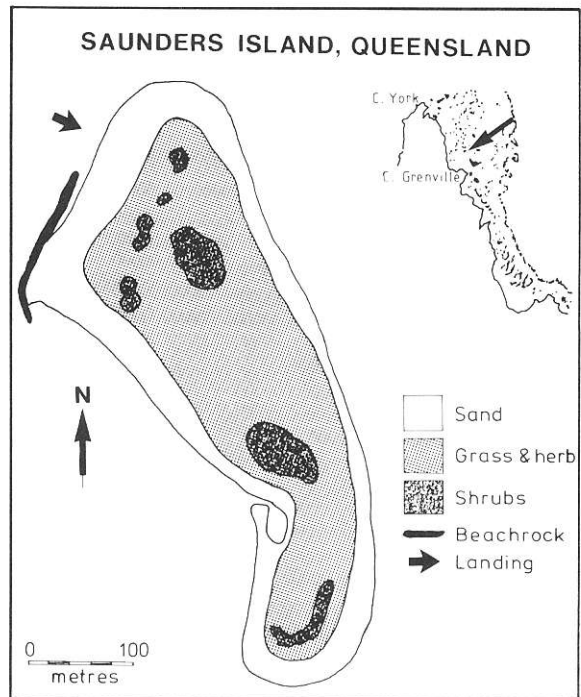 SAUNDERS ISLAND, QUEENSLAND
C. York
C. Grenville
N
Sand
Grass & herb
Shrubs
Beachrock
Landing
0 100
metres